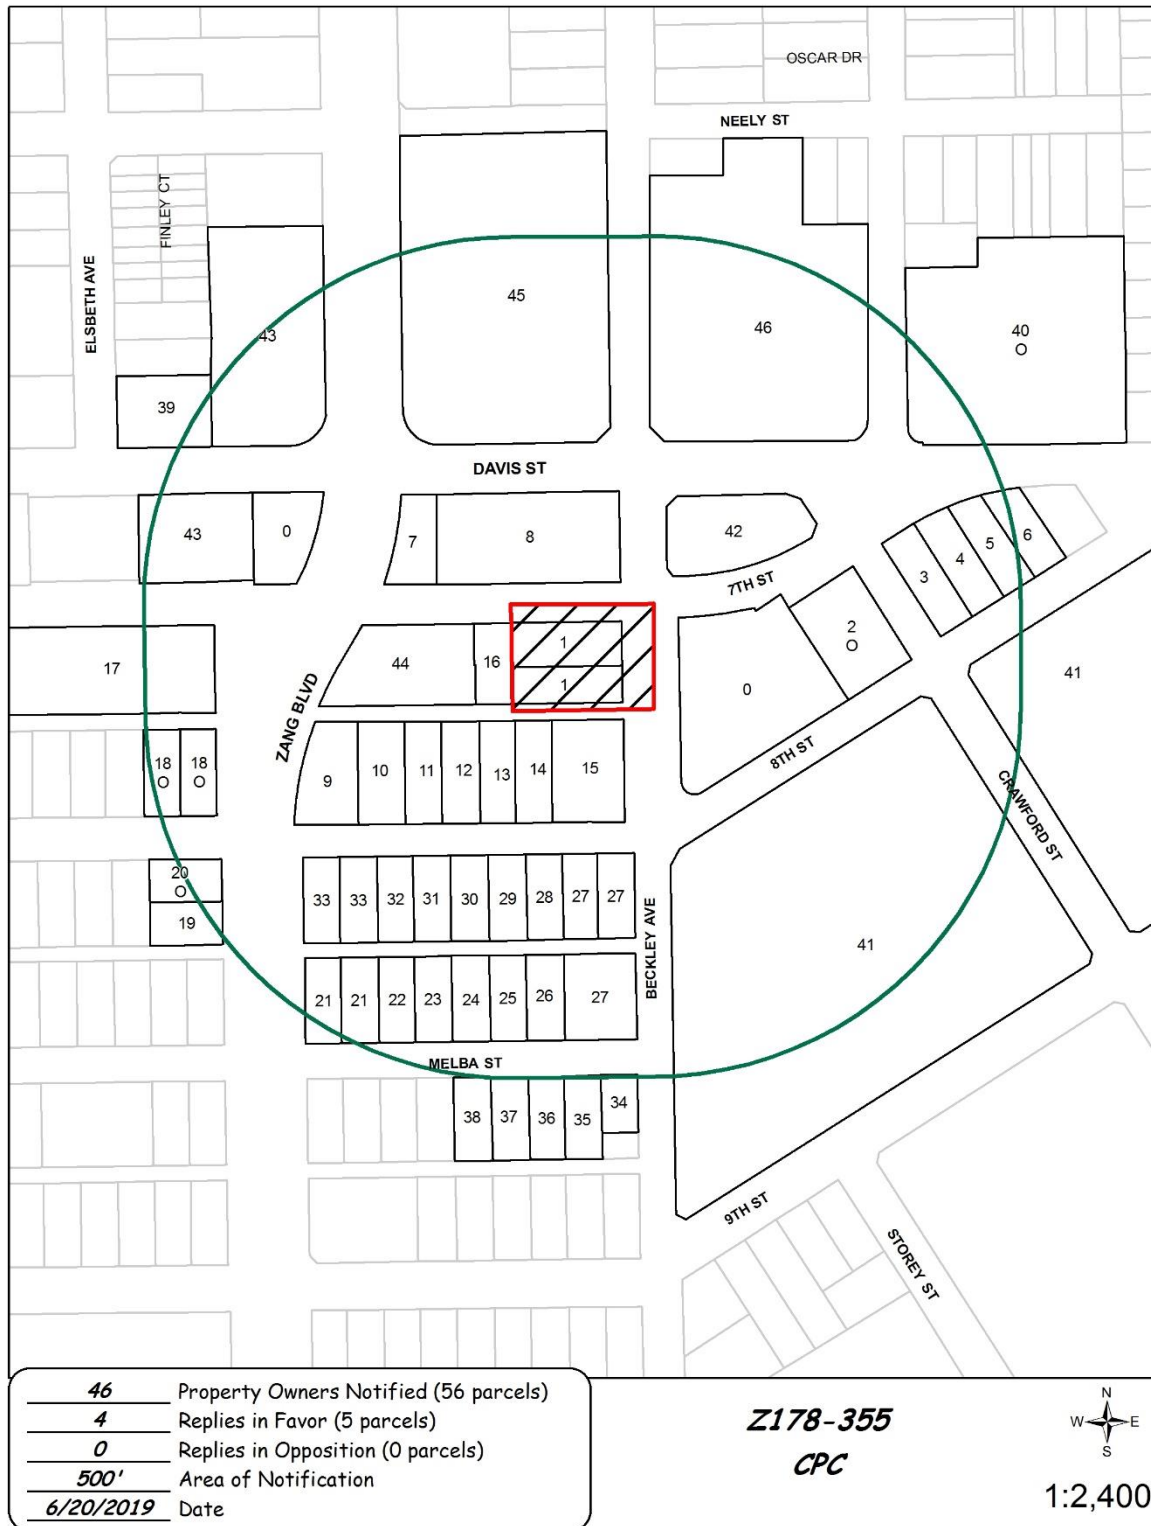 OSCAR DR
NEELY ST
FINLEY CT
ELSBETH AVE
45
46
43
40
O
39
DAVIS ST
43
0
7
8
42
7TH ST
3
4
5
6
1
2
O
17
44
16
1
0
41
ZANG BLVD
8TH ST
18
O
18
O
9
10
11
12
13
14
15
CRAWFORD ST
20
O
19
33
33
32
31
30
29
28
27
27
BECKLEY AVE
41
21
21
22
23
24
25
26
27
MELBA ST
38
37
36
35
34
9TH ST
STOREY ST
46 Property Owners Notified (56 parcels)
4 Replies in Favor (5 parcels)
0 Replies in Opposition (0 parcels)
500' Area of Notification
6/20/2019 Date
Z178-355
CPC
N
W E
S
1:2,400